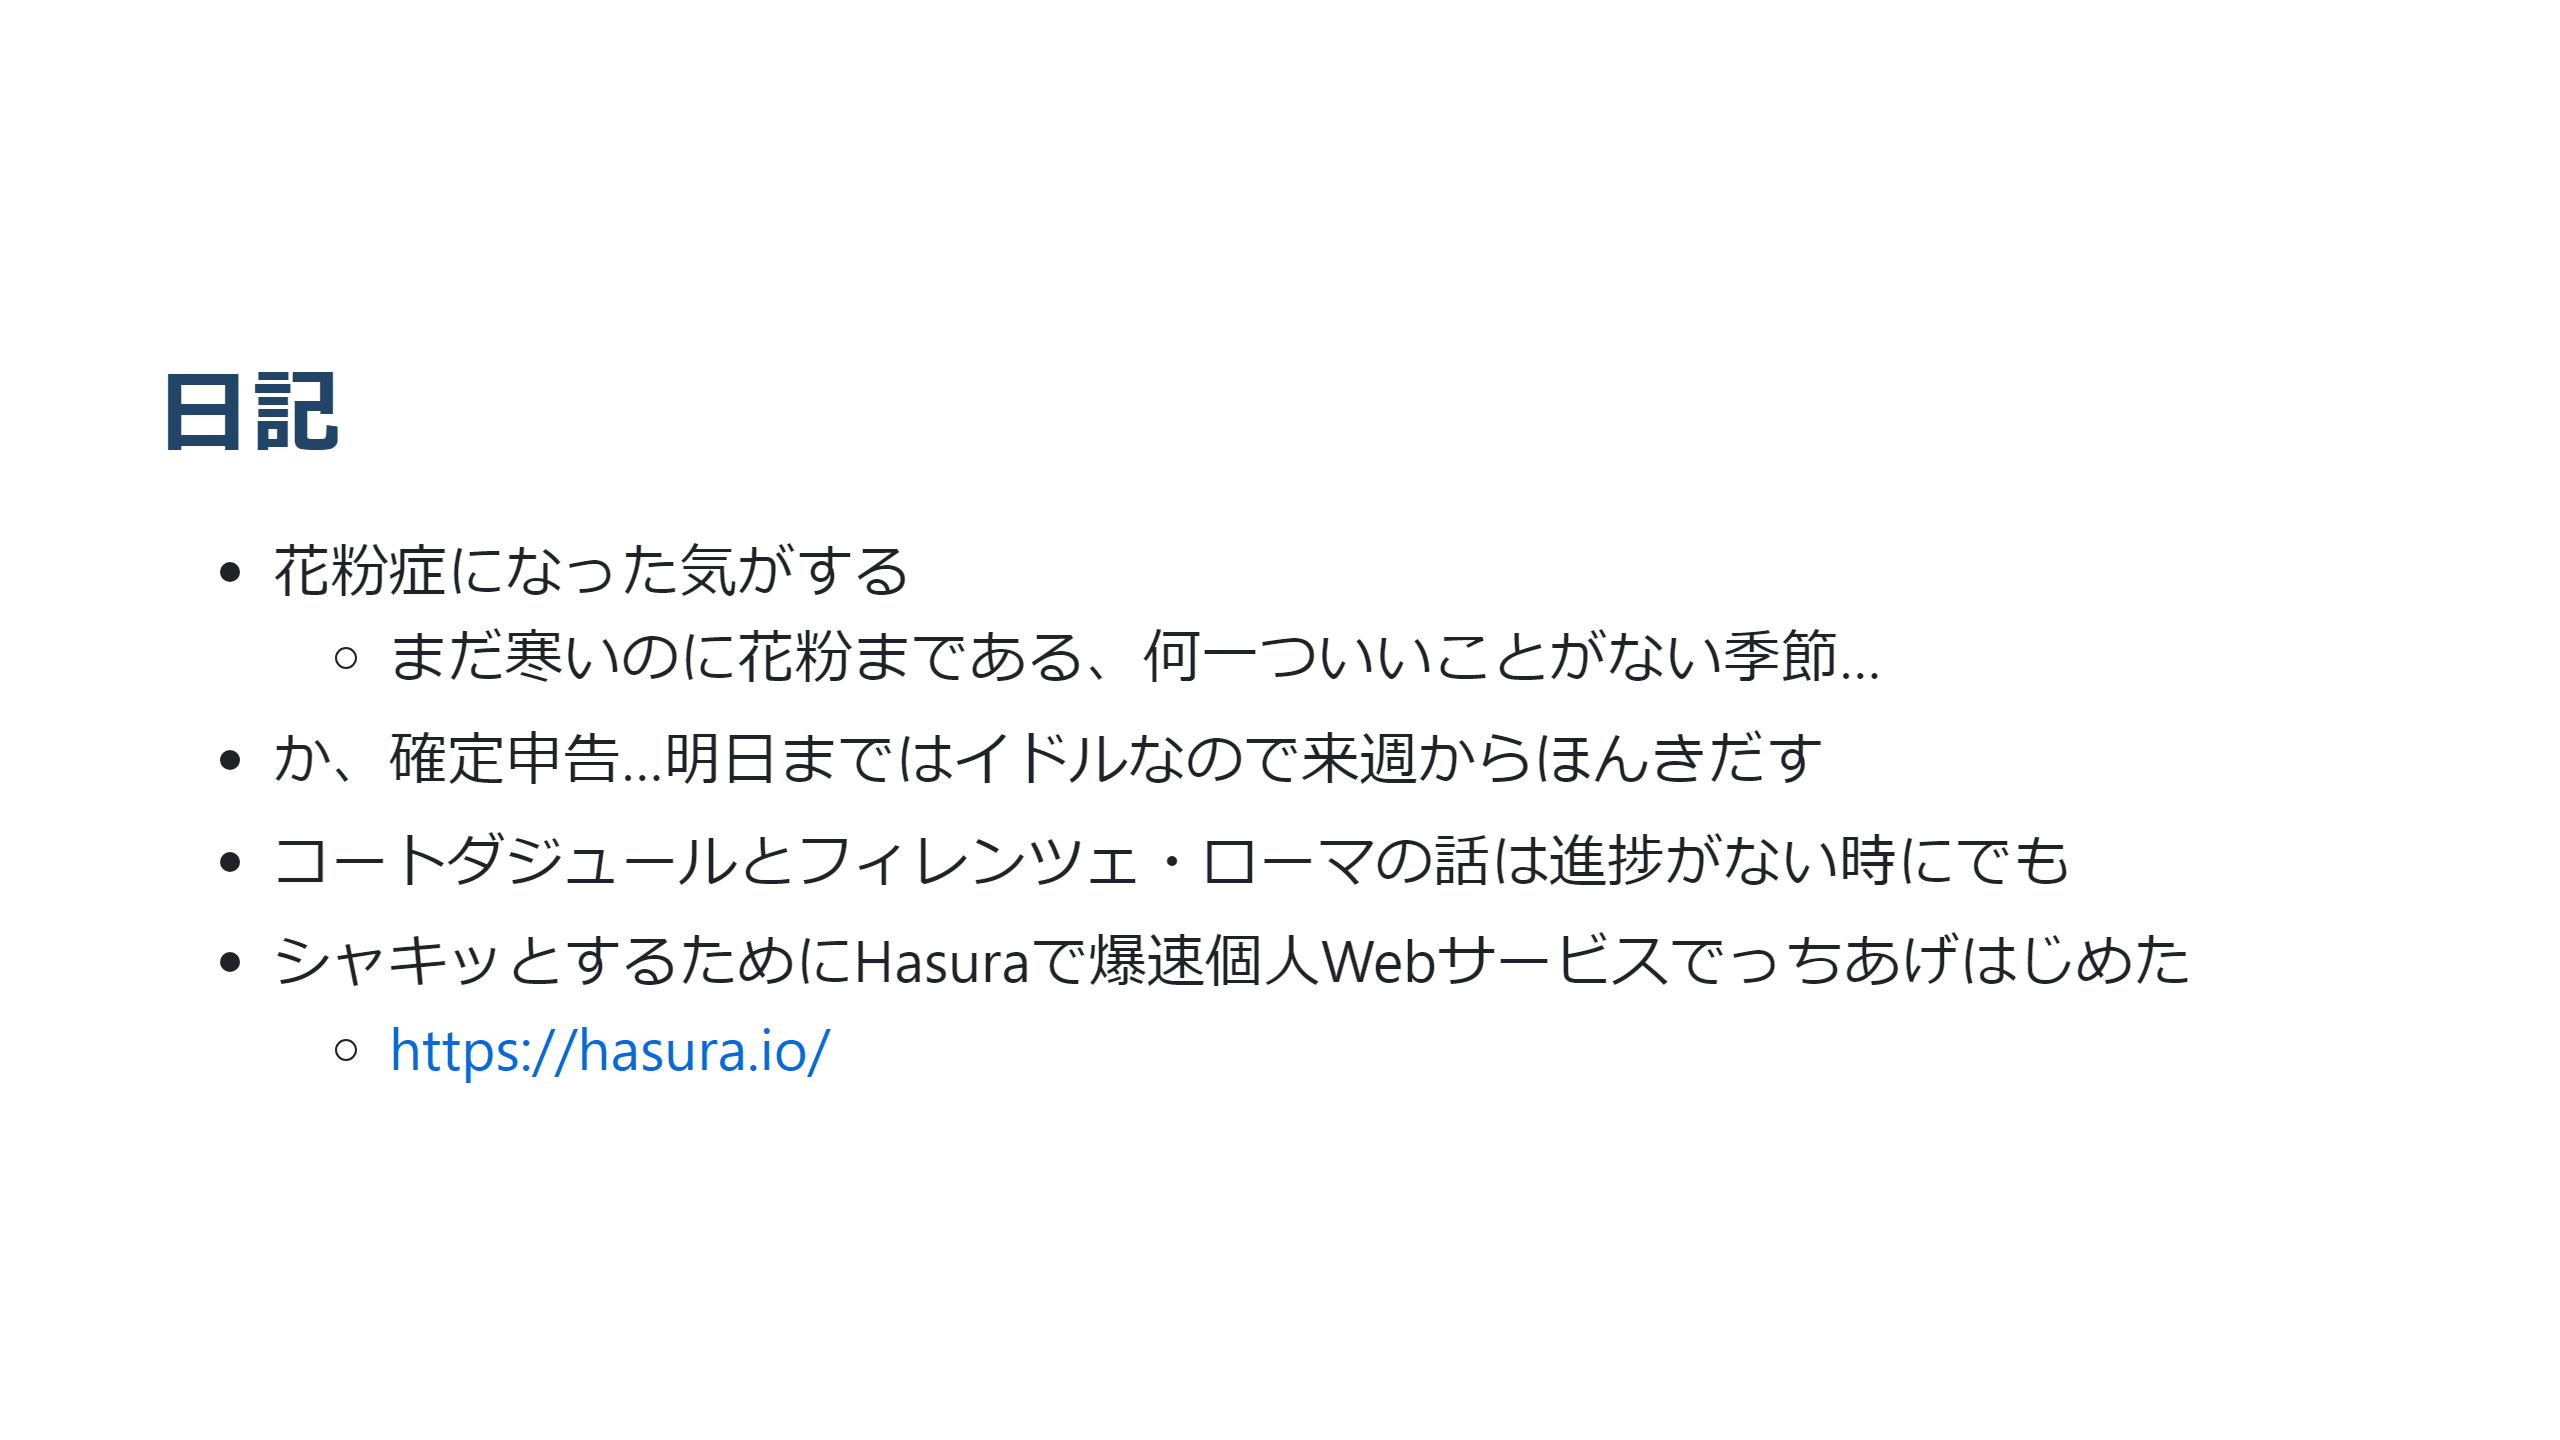 日記
花粉症になった気がする
まだ寒いのに花粉まである、何一ついいことがない季節...
か、確定申告...明日まではイドルなので来週からほんきだす
コートダジュールとフィレンツェ・ローマの話は進捗がない時にでも
シャキッとするためにHasuraで爆速個人Webサービスでっちあげはじめた
https://hasura.io/